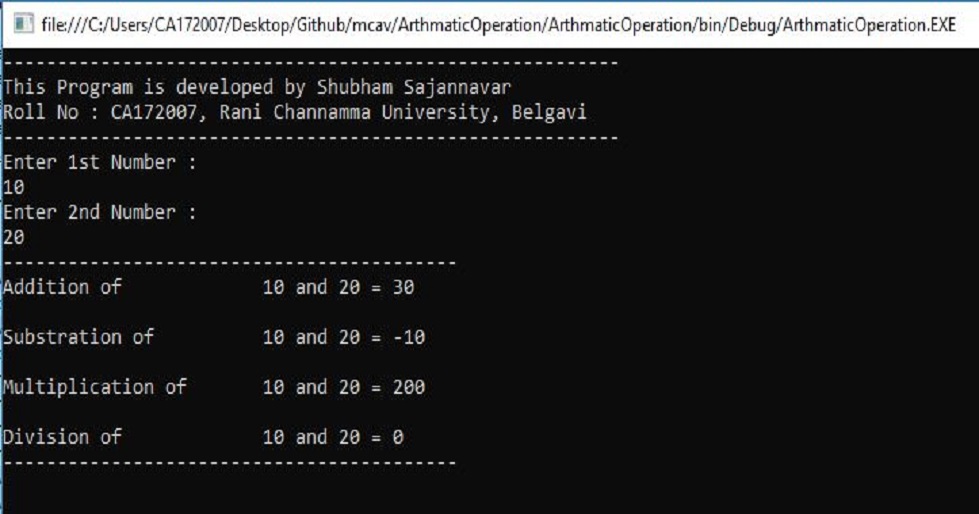 file:///C:/Users/CA172007/Desktop/Github/mcav/ArthmaticOperation/ArthmaticOperation/bin/Debug/ArthmaticOperation.EXE
---------------------------------------------------------
This Program is developed by Shubham Sajannavar
Roll No : CA172007, Rani Channamma University, Belgavi
---------------------------------------------------------
Enter 1st Number :
10
Enter 2nd Number :
20
------------------------------------------
Addition of 10 and 20 = 30
Substration of 10 and 20 = -10
Multiplication of 10 and 20 = 200
Division of 10 and 20 = 0
------------------------------------------